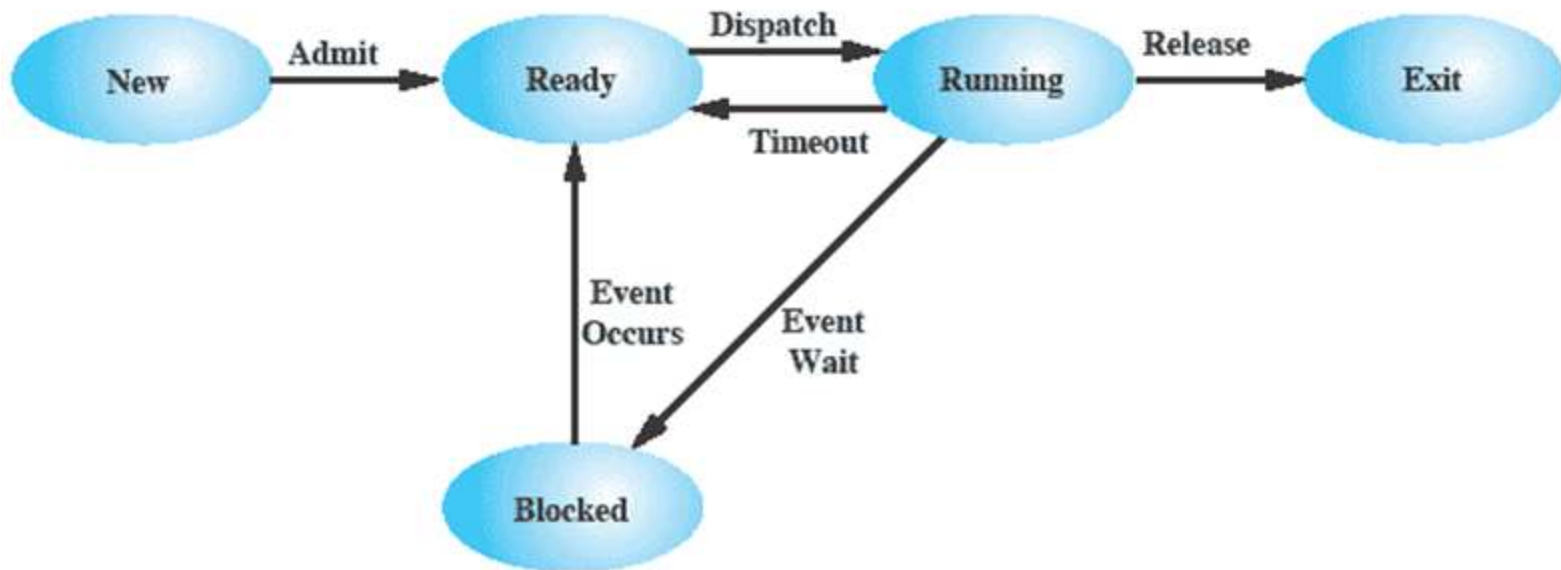 New
Admit
Ready
Dispatch
Timeout
Running
Release
Exit
Event
Occurs
Event
Wait
Blocked